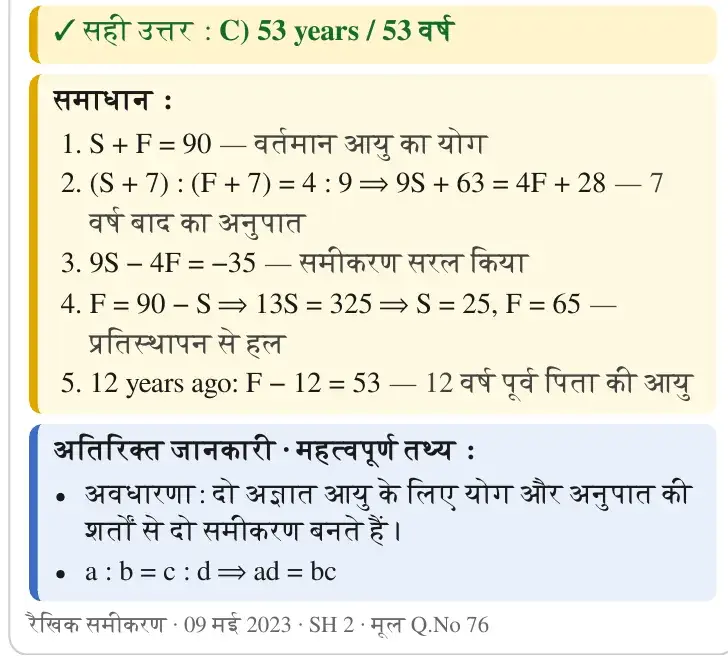 ✓ सही उत्तर : C) 53 years / 53 वर्ष
समाधान :
1. S + F = 90 — वर्तमान आयु का योग
2. (S + 7) : (F + 7) = 4 : 9 ⟹ 9S + 63 = 4F + 28 — 7
वर्ष बाद का अनुपात
3. 9S − 4F = −35 — समीकरण सरल किया
4. F = 90 − S ⟹ 13S = 325 ⟹ S = 25, F = 65 —
प्रतिस्थापन से हल
5. 12 years ago: F − 12 = 53 — 12 वर्ष पूर्व पिता की आयु
अतिरिक्त जानकारी · महत्वपूर्ण तथ्य :
• अवधारणा : दो अज्ञात आयु के लिए योग और अनुपात की
शर्तों से दो समीकरण बनते हैं।
• a : b = c : d ⟹ ad = bc
रैखिक समीकरण · 09 मई 2023 · SH 2 · मूल Q.No 76